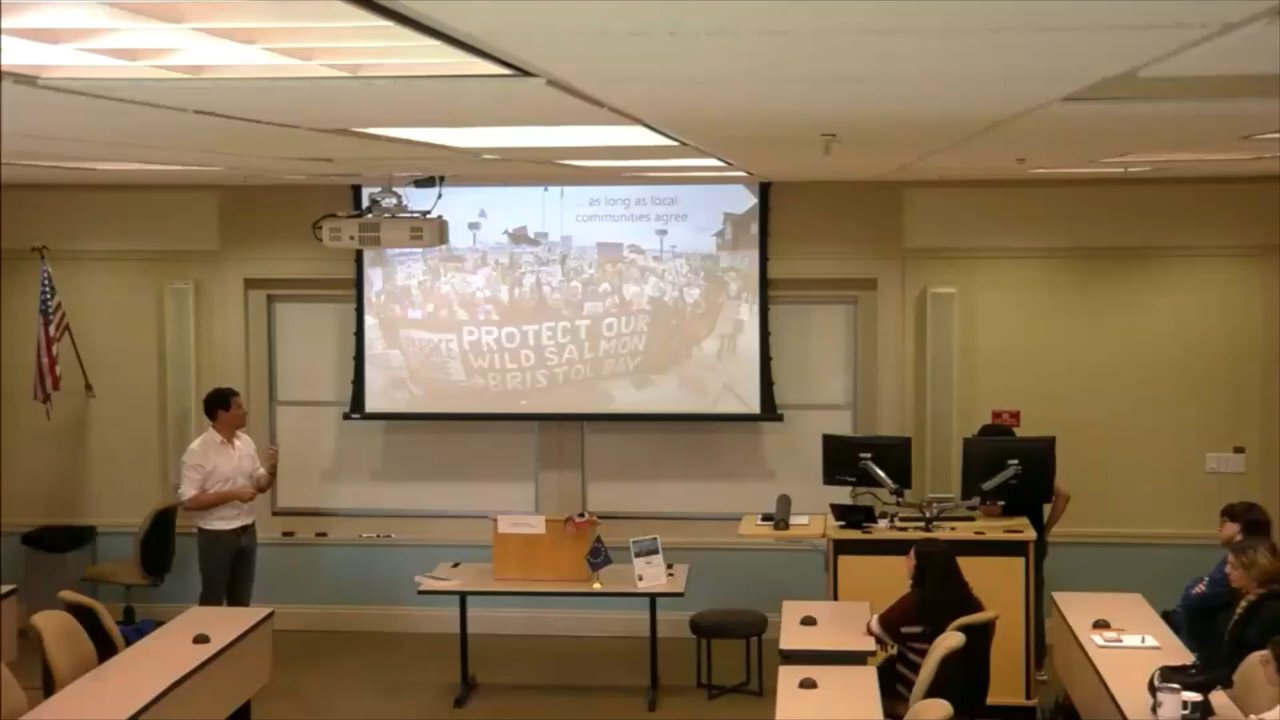 ... as long as local
communities agree
PROTECT OUR
WILD SALMON
BRISTOL BAY